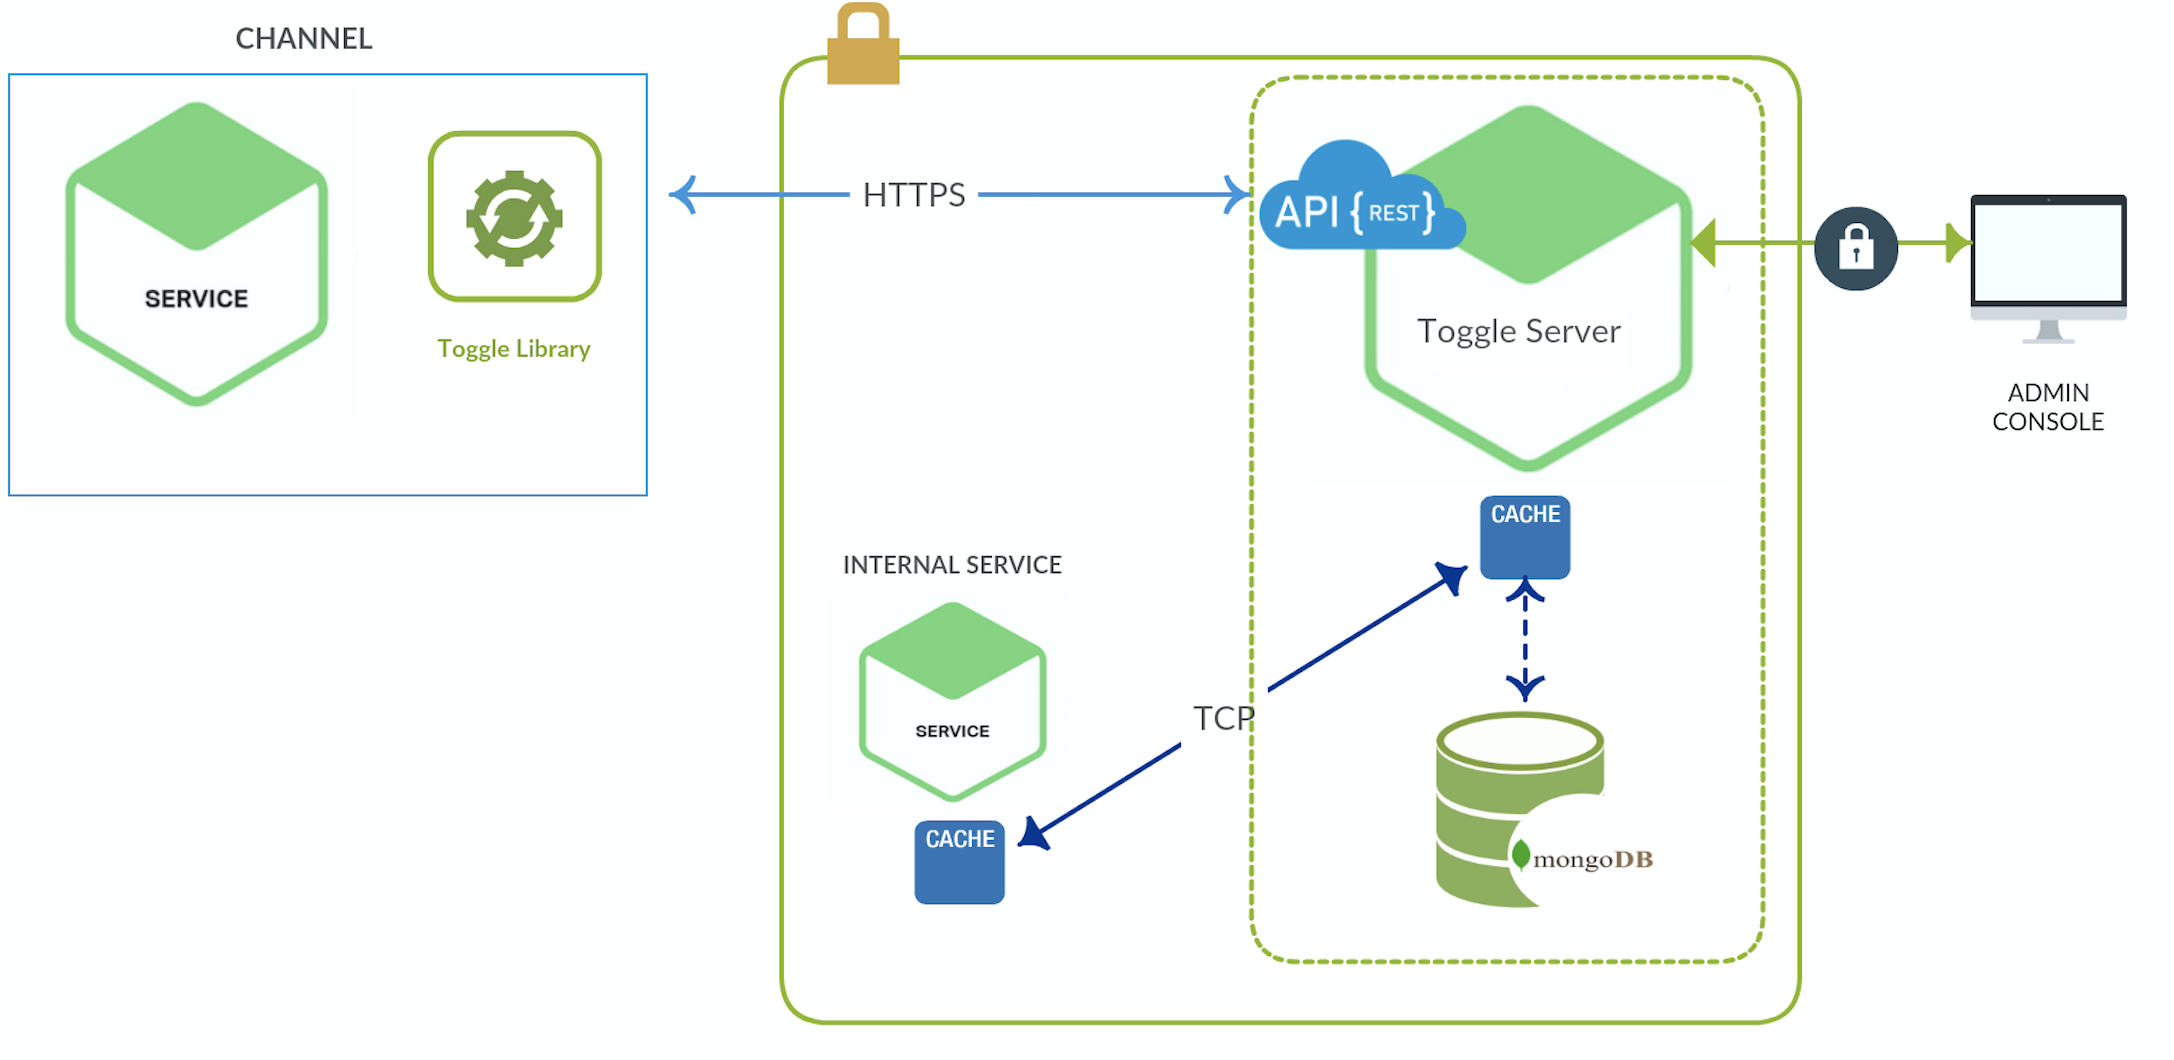 CHANNEL
SERVICE
Toggle Library
HTTPS
API { REST }
Toggle Server
ADMIN
CONSOLE
CACHE
INTERNAL SERVICE
SERVICE
TCP
CACHE
mongoDB